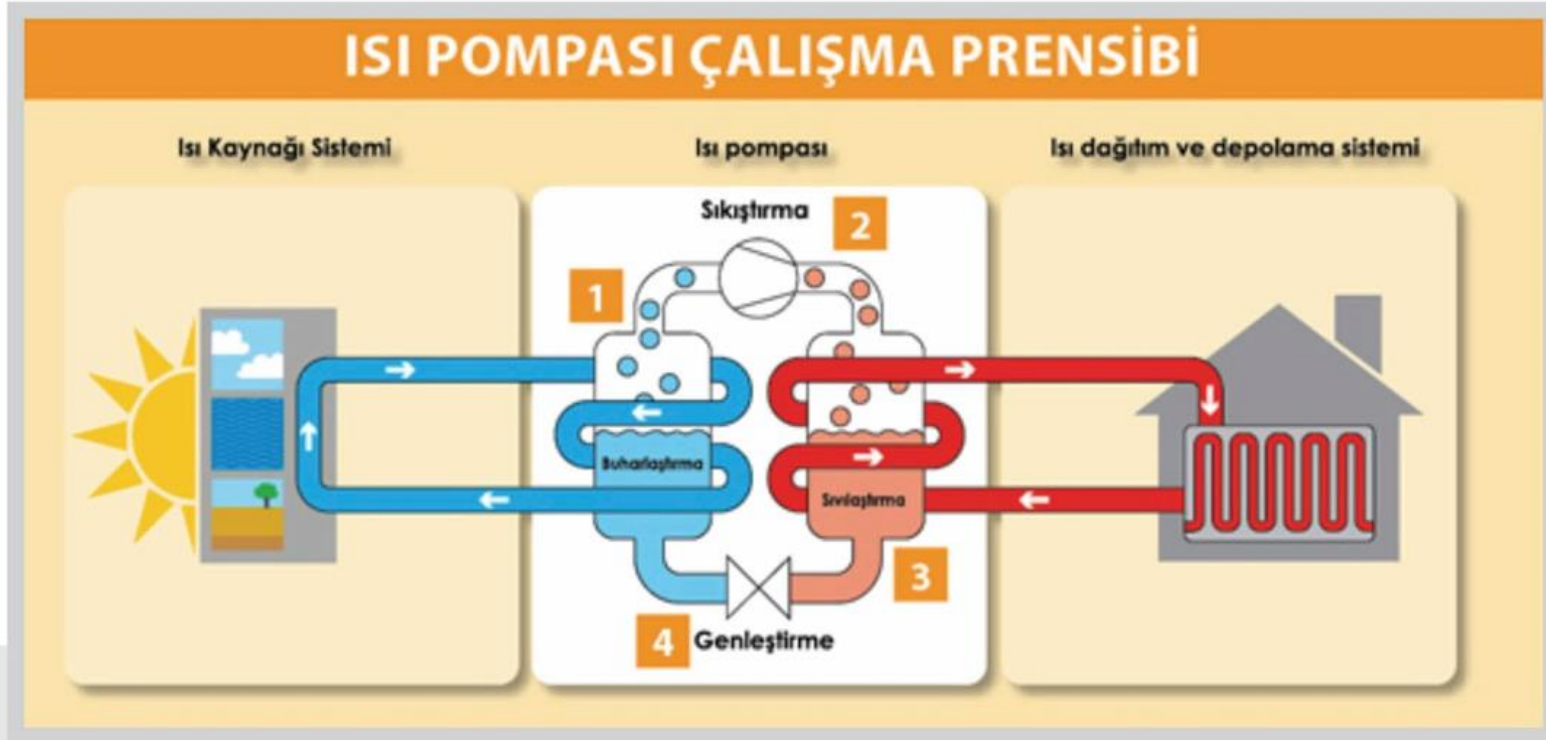 ISI POMPASI ÇALIŞMA PRENSİBİ
Isı Kaynağı Sistemi
Isı pompası
Isı dağıtım ve depolama sistemi
Sıkıştırma
2
1
Buharlaştırma
Sıvılaştırma
3
4
Genleştirme